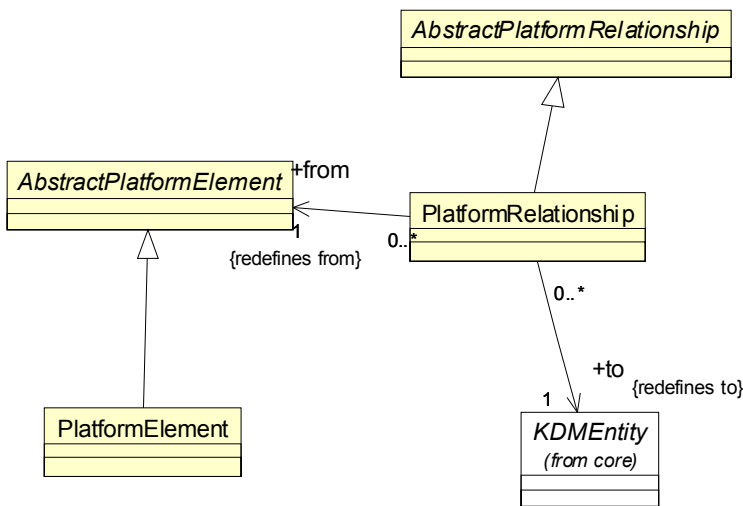 AbstractPlatformRelationship
AbstractPlatformElement
+from
PlatformRelationship
1
0..*
{redefines from}
0..*
+to
{redefines to}
1
PlatformElement
KDMEntity
(from core)